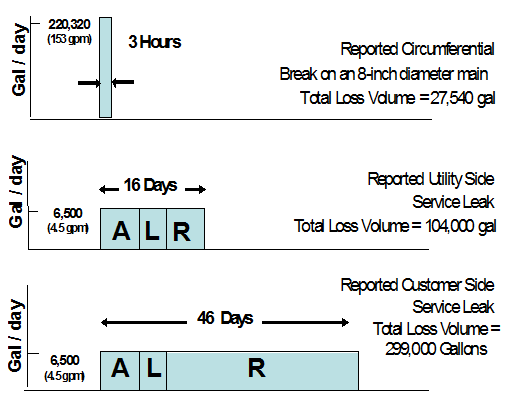 Gal / day
220,320
(153 gpm)
3 Hours
Reported Circumferential
Break on an 8-inch diameter main
Total Loss Volume = 27,540 gal
Gal / day
6,500
(4.5 gpm)
16 Days
A L R
Reported Utility Side
Service Leak
Total Loss Volume = 104,000 gal
Gal / day
6,500
(4.5 gpm)
46 Days
A L R
Reported Customer Side
Service Leak
Total Loss Volume =
299,000 Gallons